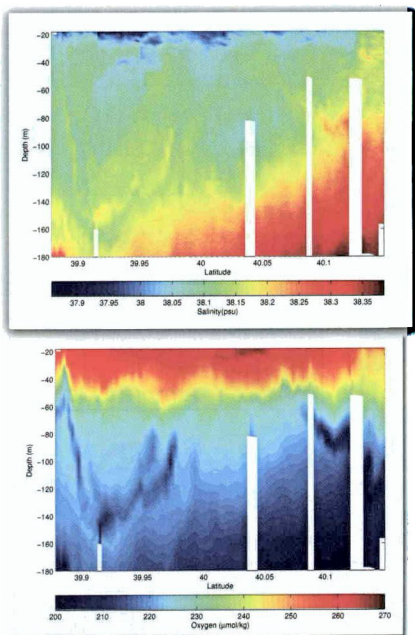 -20
-40
-60
-80
-100
-120
-140
-160
-180
Depth (m)
39.9 39.95 40 40.05 40.1
Latitude
37.9 37.95 38 38.05 38.1 38.15 38.2 38.25 38.3 38.35
Salinity(psu)
-20
-40
-60
-80
-100
-120
-140
-160
-180
Depth (m)
39.9 39.95 40 40.05 40.1
Latitude
200 210 220 230 240 250 260 270
Oxygen (µmol/kg)